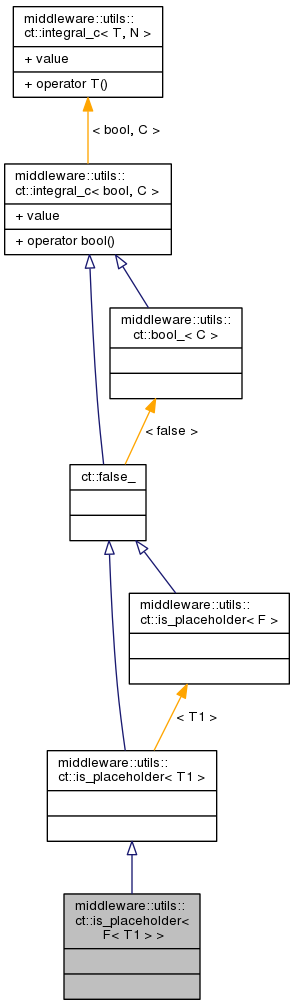 middleware::utils::
ct::integral_c< T, N >
+ value
+ operator T()
< bool, C >
middleware::utils::
ct::integral_c< bool, C >
+ value
+ operator bool()
middleware::utils::
ct::bool_< C >
< false >
ct::false_
middleware::utils::
ct::is_placeholder< F >
< T1 >
middleware::utils::
ct::is_placeholder< T1 >
middleware::utils::
ct::is_placeholder<
F< T1 > >